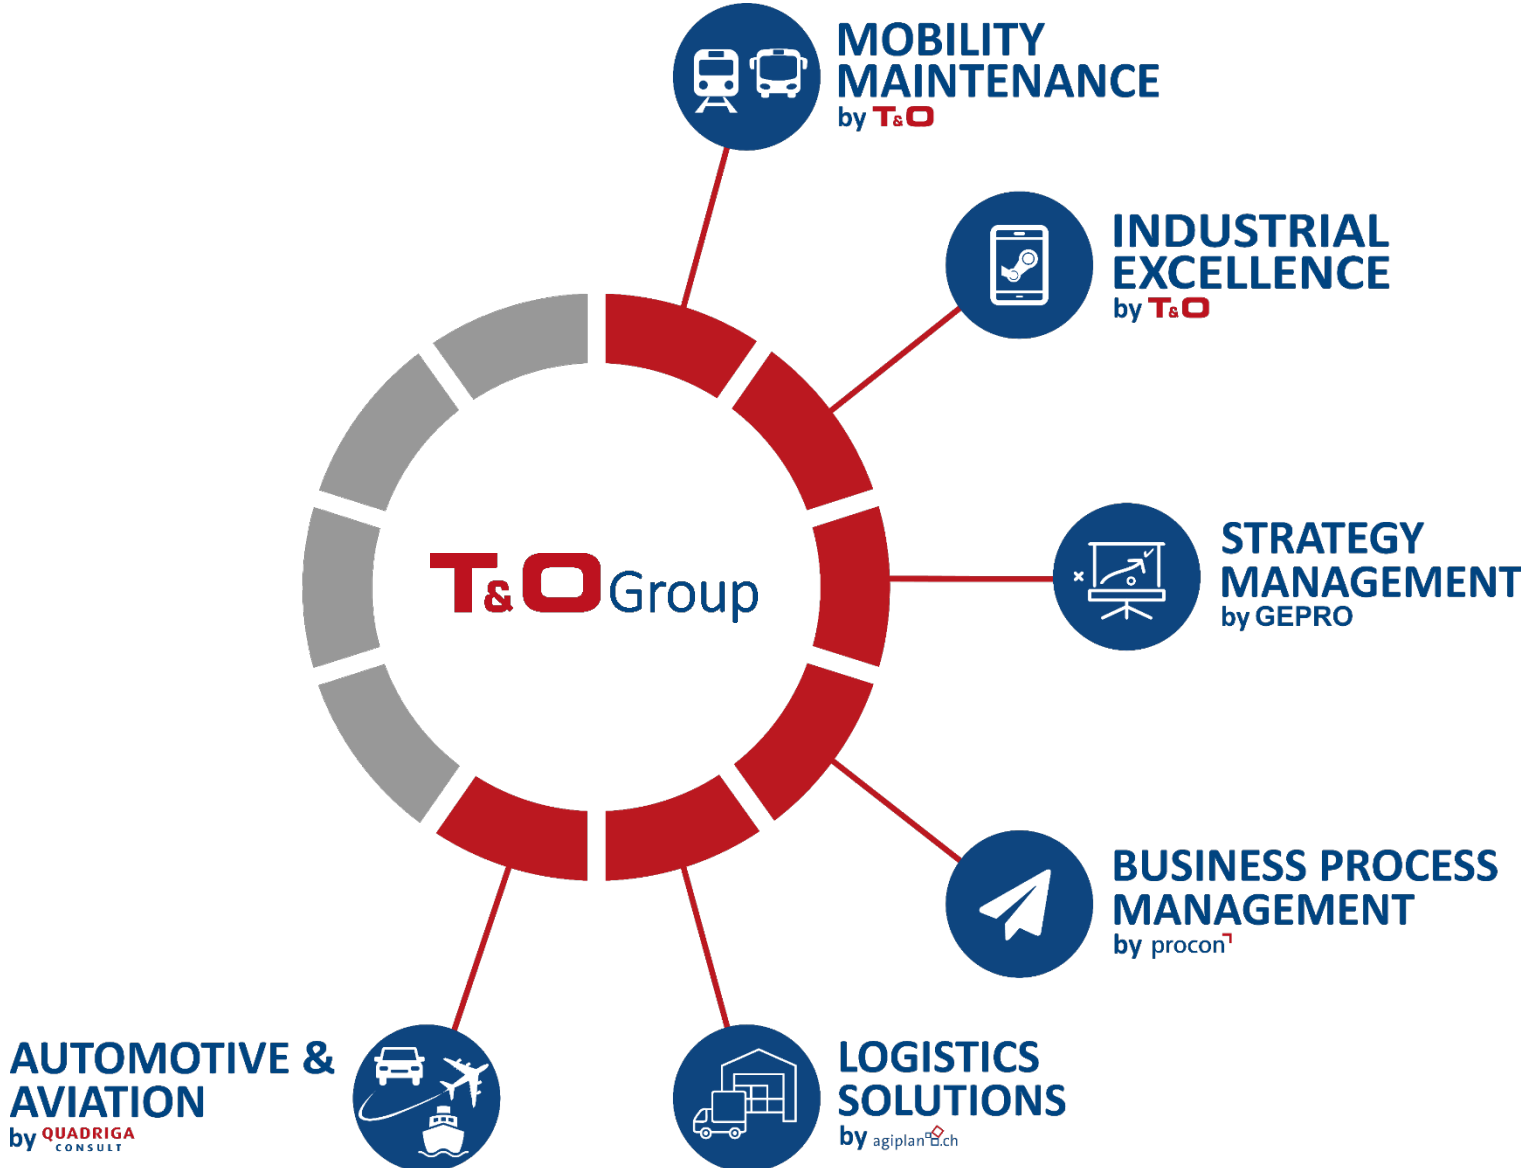 MOBILITY
MAINTENANCE
by T&O
INDUSTRIAL
EXCELLENCE
by T&O
T&O Group
STRATEGY
MANAGEMENT
by GEPRO
BUSINESS PROCESS
MANAGEMENT
by procon
LOGISTICS
SOLUTIONS
by agiplan.ch
AUTOMOTIVE &
AVIATION
by QUADRIGA
CONSULT